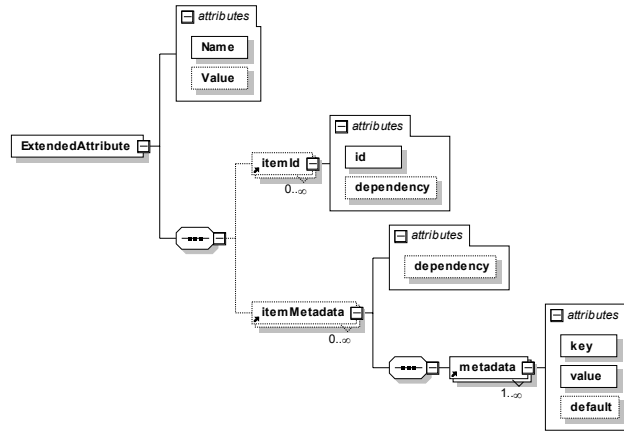 attributes
Name
Value
ExtendedAttribute
attributes
itemId
id
0..∞
dependency
attributes
dependency
itemMetadata
0..∞
attributes
key
metadata
value
1..∞
default